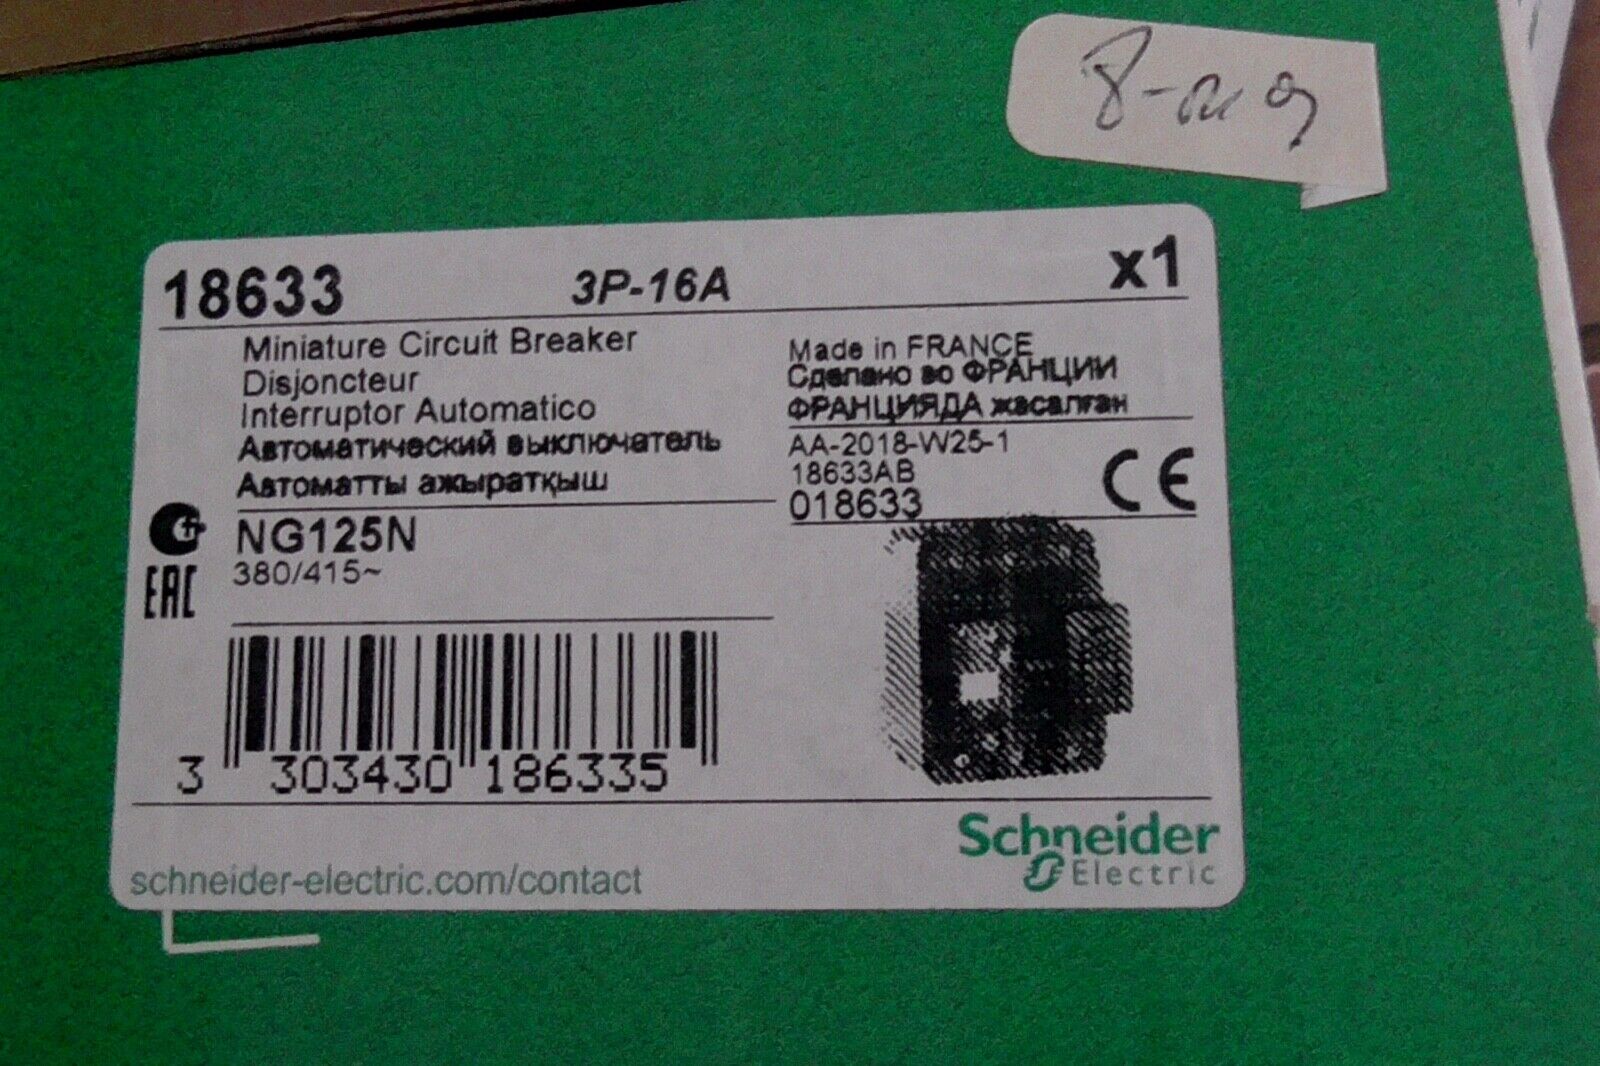 18633 3P-16A x1
Miniature Circuit Breaker
Disjoncteur
Interruptor Automatico
Автоматический выключатель
Автоматты ажыратқыш
Made in FRANCE
Сделано во ФРАНЦИИ
ФРАНЦИЯДА жасалған
AA-2018-W25-1
18633AB
018633
CE
NG125N
380/415~
EAC
3 303430 186335
Schneider
Electric
schneider-electric.com/contact